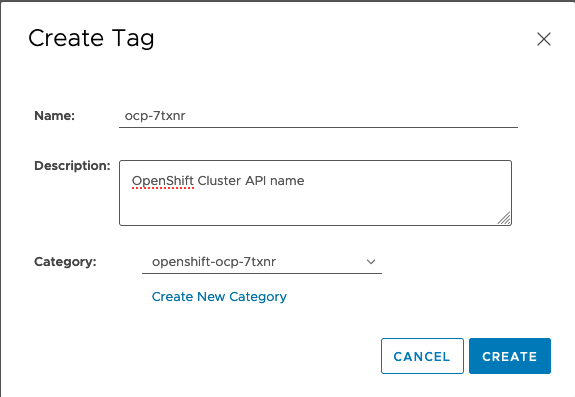 Create Tag
Name: ocp-7txnr
Description: OpenShift Cluster API name
Category: openshift-ocp-7txnr
Create New Category
CANCEL CREATE